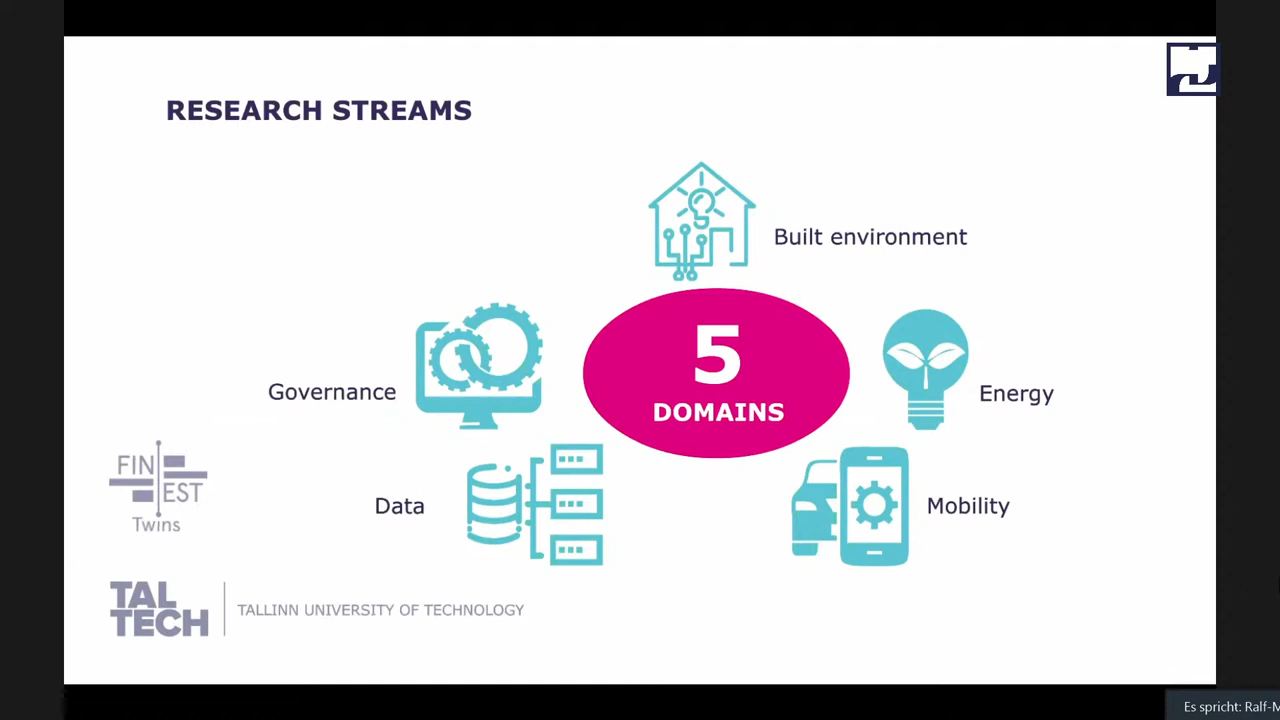 RESEARCH STREAMS
Built environment
5
DOMAINS
Governance
Energy
Data
Mobility
FIN
EST
Twins
TAL
TECH
TALLINN UNIVERSITY OF TECHNOLOGY
Es spricht: Ralf-M